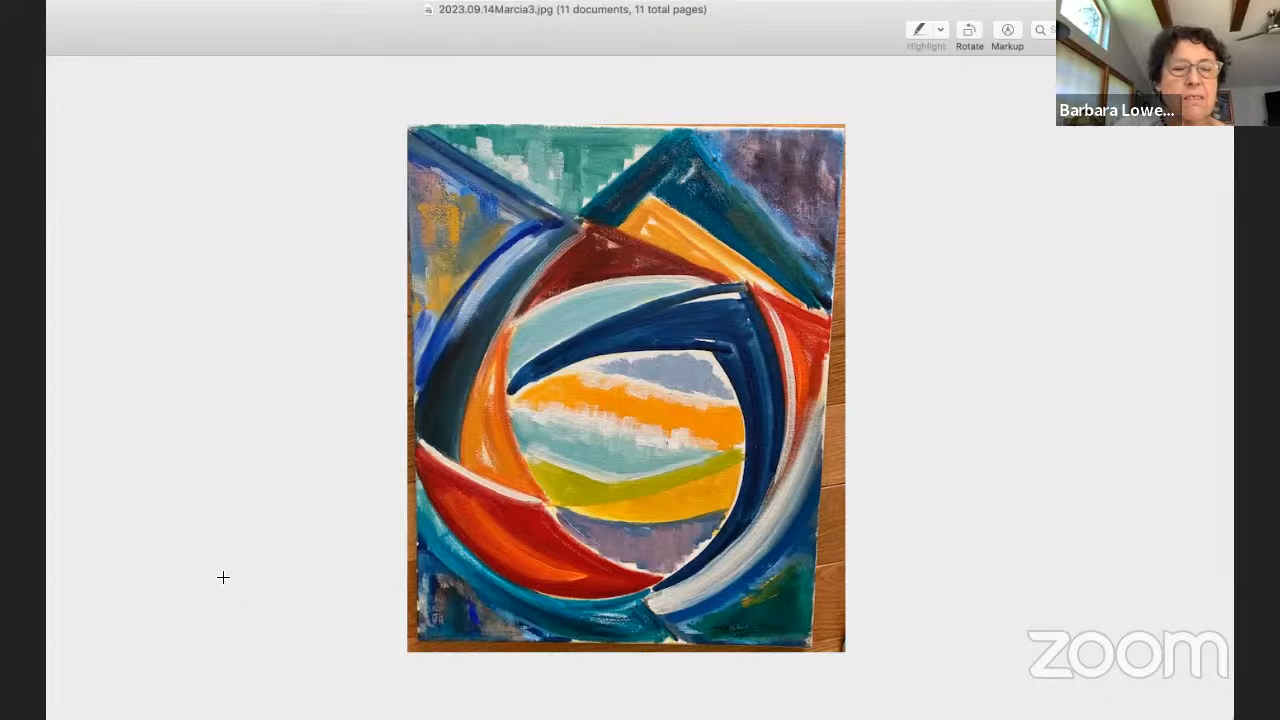 2023.09.14Marcia3.jpg (11 documents, 11 total pages)
Highlight
Rotate
Markup
Barbara Lowe...
zoom